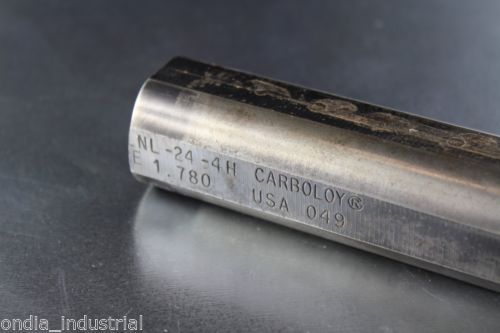 NL-24-4H CARBOLOY®
E 1.780 USA 049
ondia_industrial